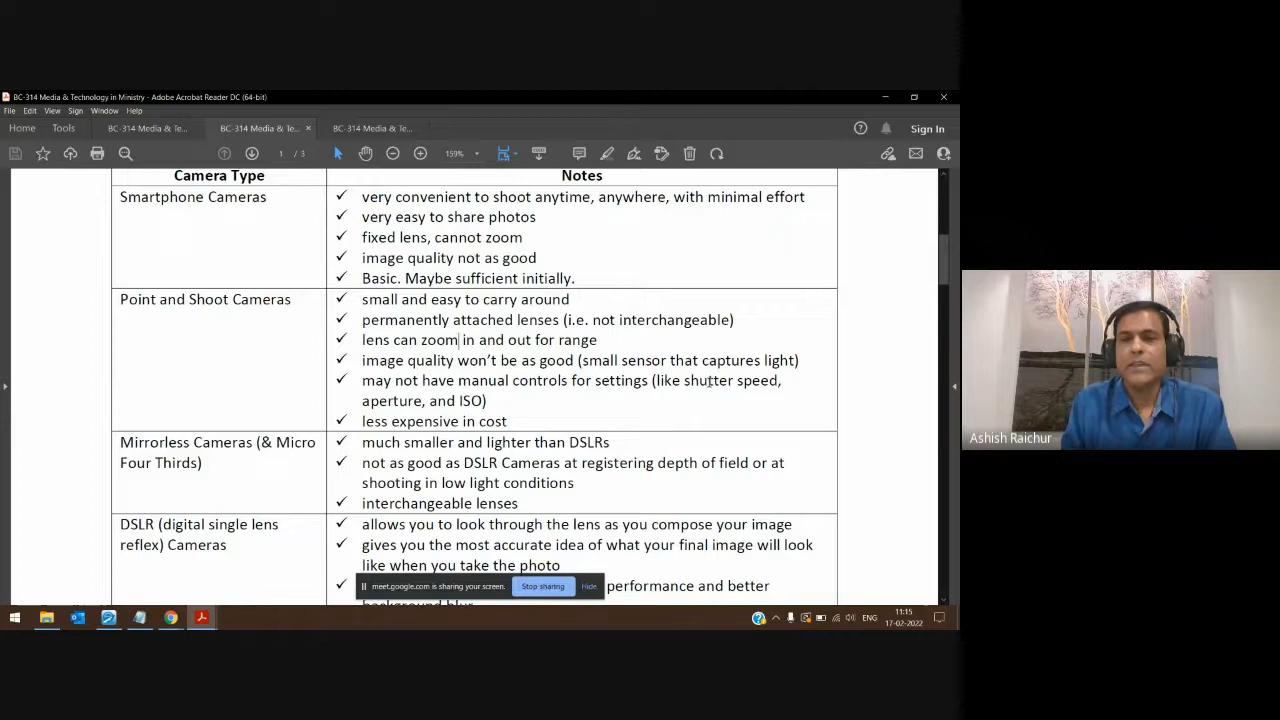 BC-314 Media & Technology in Ministry - Adobe Acrobat Reader DC (64-bit)
File Edit View Sign Window Help
Home Tools BC-314 Media & Te... BC-314 Media & Te... × BC-314 Media & Te... Sign In
1 / 3 159%
Camera Type Notes
Smartphone Cameras ✓ very convenient to shoot anytime, anywhere, with minimal effort
✓ very easy to share photos
✓ fixed lens, cannot zoom
✓ image quality not as good
✓ Basic. Maybe sufficient initially.
Point and Shoot Cameras ✓ small and easy to carry around
✓ permanently attached lenses (i.e. not interchangeable)
✓ lens can zoom in and out for range
✓ image quality won't be as good (small sensor that captures light)
✓ may not have manual controls for settings (like shutter speed,
aperture, and ISO)
✓ less expensive in cost
Mirrorless Cameras (& Micro ✓ much smaller and lighter than DSLRs
Four Thirds) ✓ not as good as DSLR Cameras at registering depth of field or at
shooting in low light conditions
✓ interchangeable lenses
DSLR (digital single lens ✓ allows you to look through the lens as you compose your image
reflex) Cameras ✓ gives you the most accurate idea of what your final image will look
like when you take the photo
✓ performance and better
background blur
meet.google.com is sharing your screen. Stop sharing Hide
ENG 11:15
17-02-2022
Ashish Raichur